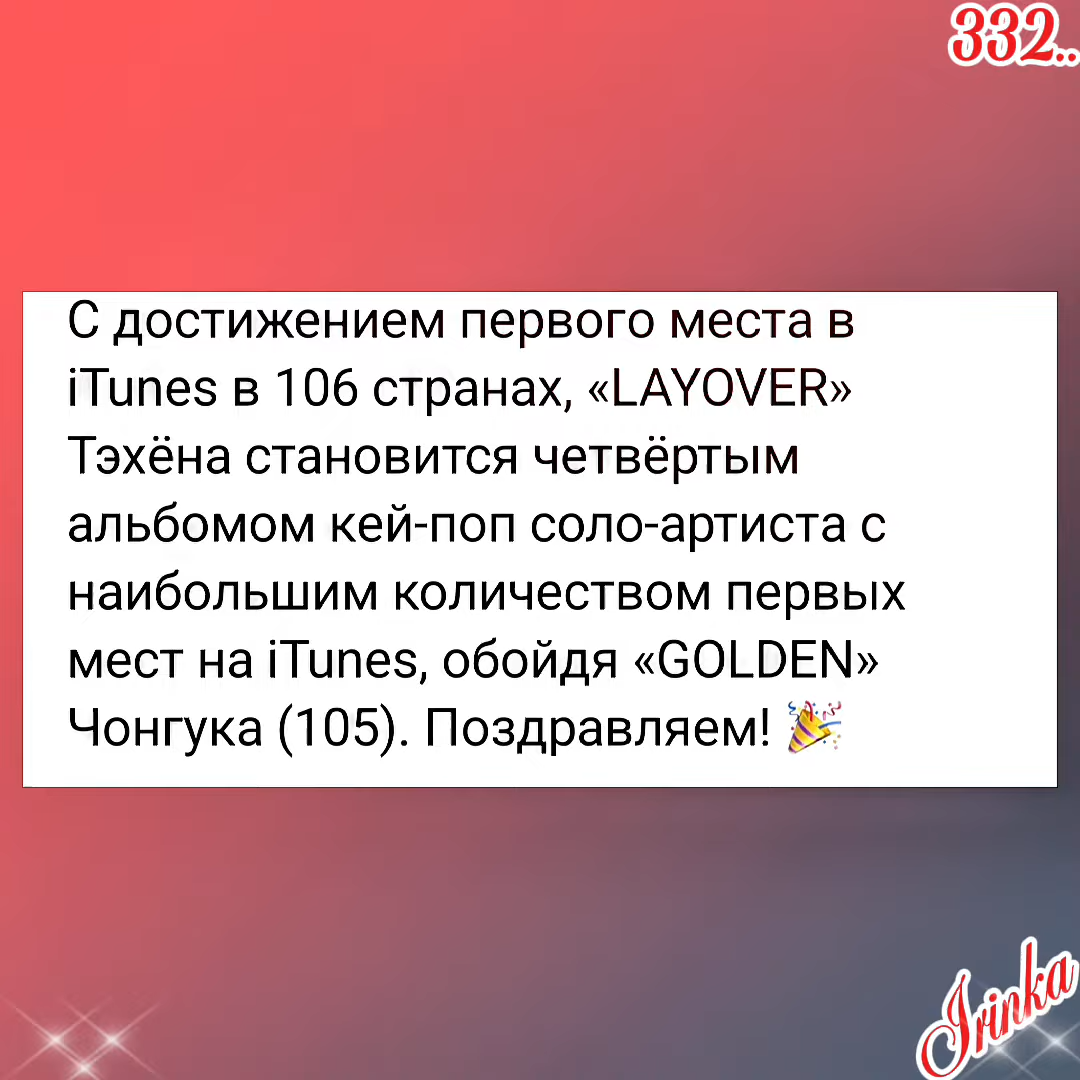 332..
С достижением первого места в
iTunes в 106 странах, «LAYOVER»
Тэхёна становится четвёртым
альбомом кей-поп соло-артиста с
наибольшим количеством первых
мест на iTunes, обойдя «GOLDEN»
Чонгука (105). Поздравляем! 🎉
Irinka